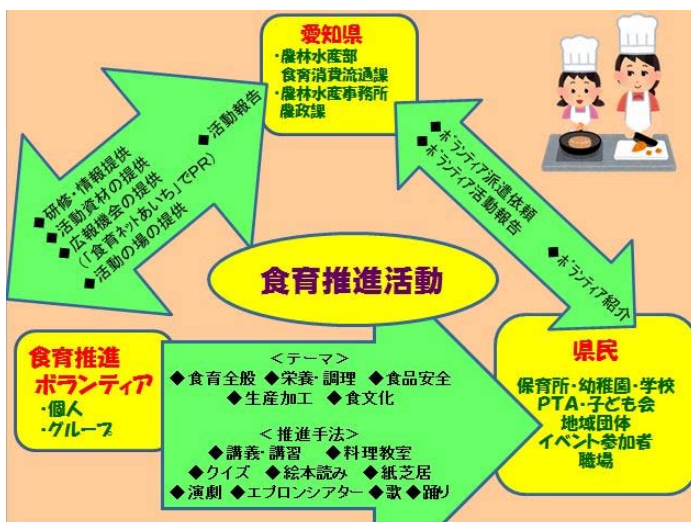 愛知県
・農林水産部
食育消費流通課
・農林水産事務所
農政課
■活動報告
■研修・情報提供
■活動資材の提供
■広報機会の提供
(「食育ネットあいち」でPR)
■活動の場の提供
■ボランティア派遣依頼
■ボランティア活動報告
■ボランティア紹介
食育推進活動
食育推進
ボランティア
・個人
・グループ
<テーマ>
◆食育全般 ◆栄養・調理 ◆食品安全
◆生産加工 ◆食文化
<推進手法>
◆講義・講習 ◆料理教室
◆クイズ ◆絵本読み ◆紙芝居
◆演劇 ◆エプロンシアター ◆歌 ◆踊り
県民
保育所・幼稚園・学校
PTA・子ども会
地域団体
イベント参加者
職場